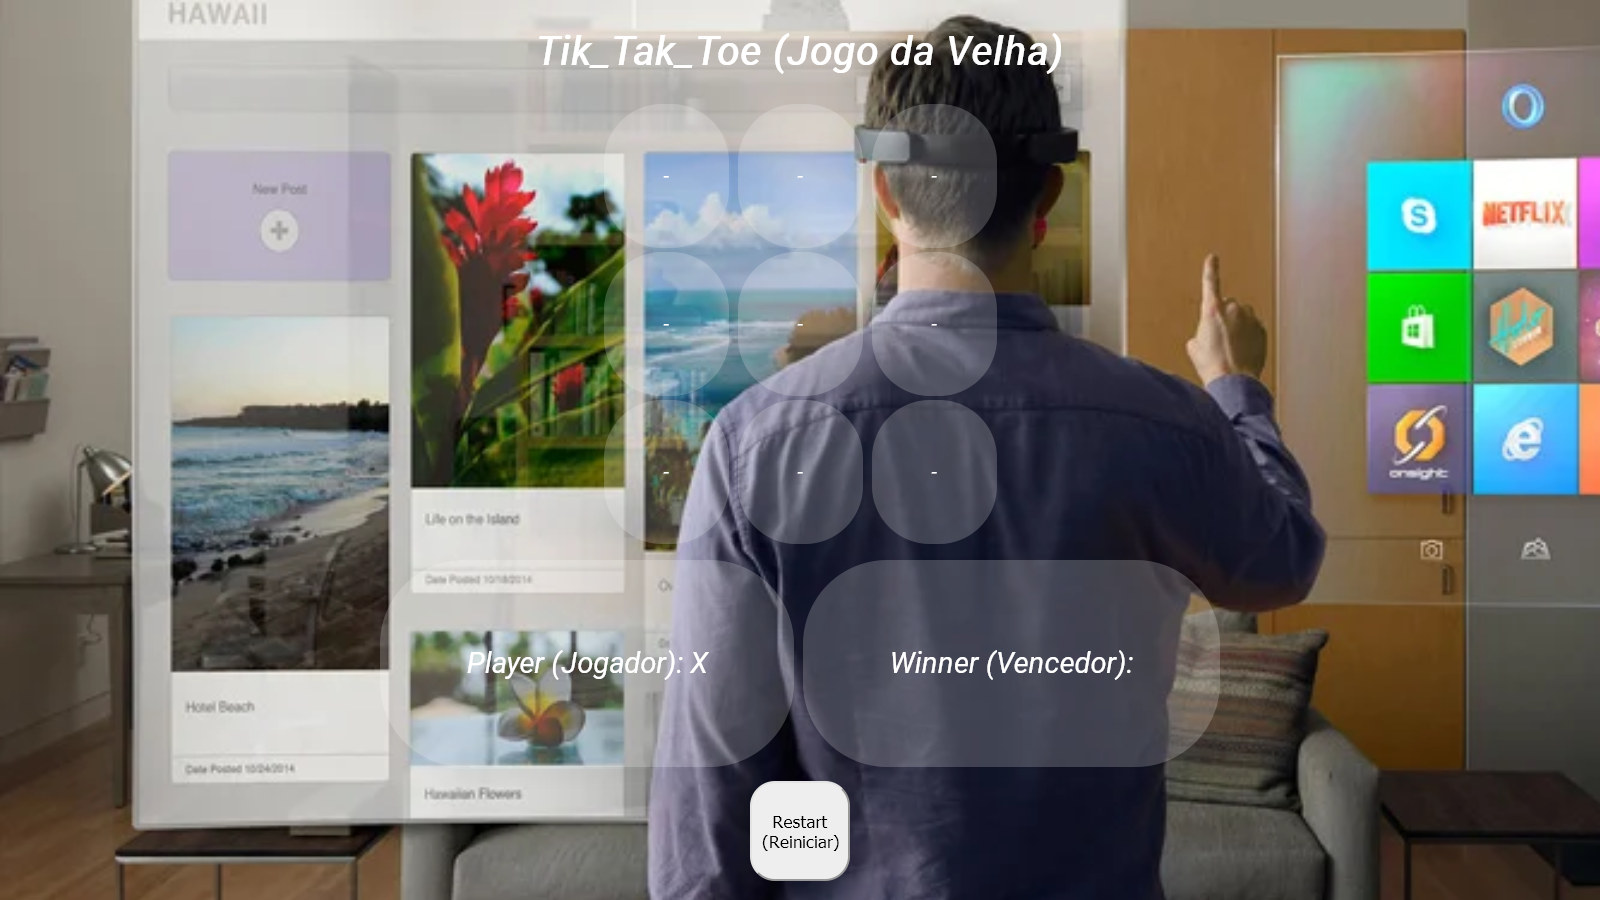 HAWAII
Tik_Tak_Toe (Jogo da Velha)
New Post
- - -
- - -
- - -
NETFLIX
onsight
Life on the Island
Date Posted 10/18/2014
Player (Jogador): X
Winner (Vencedor):
Hotel Beach
Date Posted 10/24/2014
Hawaiian Flowers
Restart
(Reiniciar)